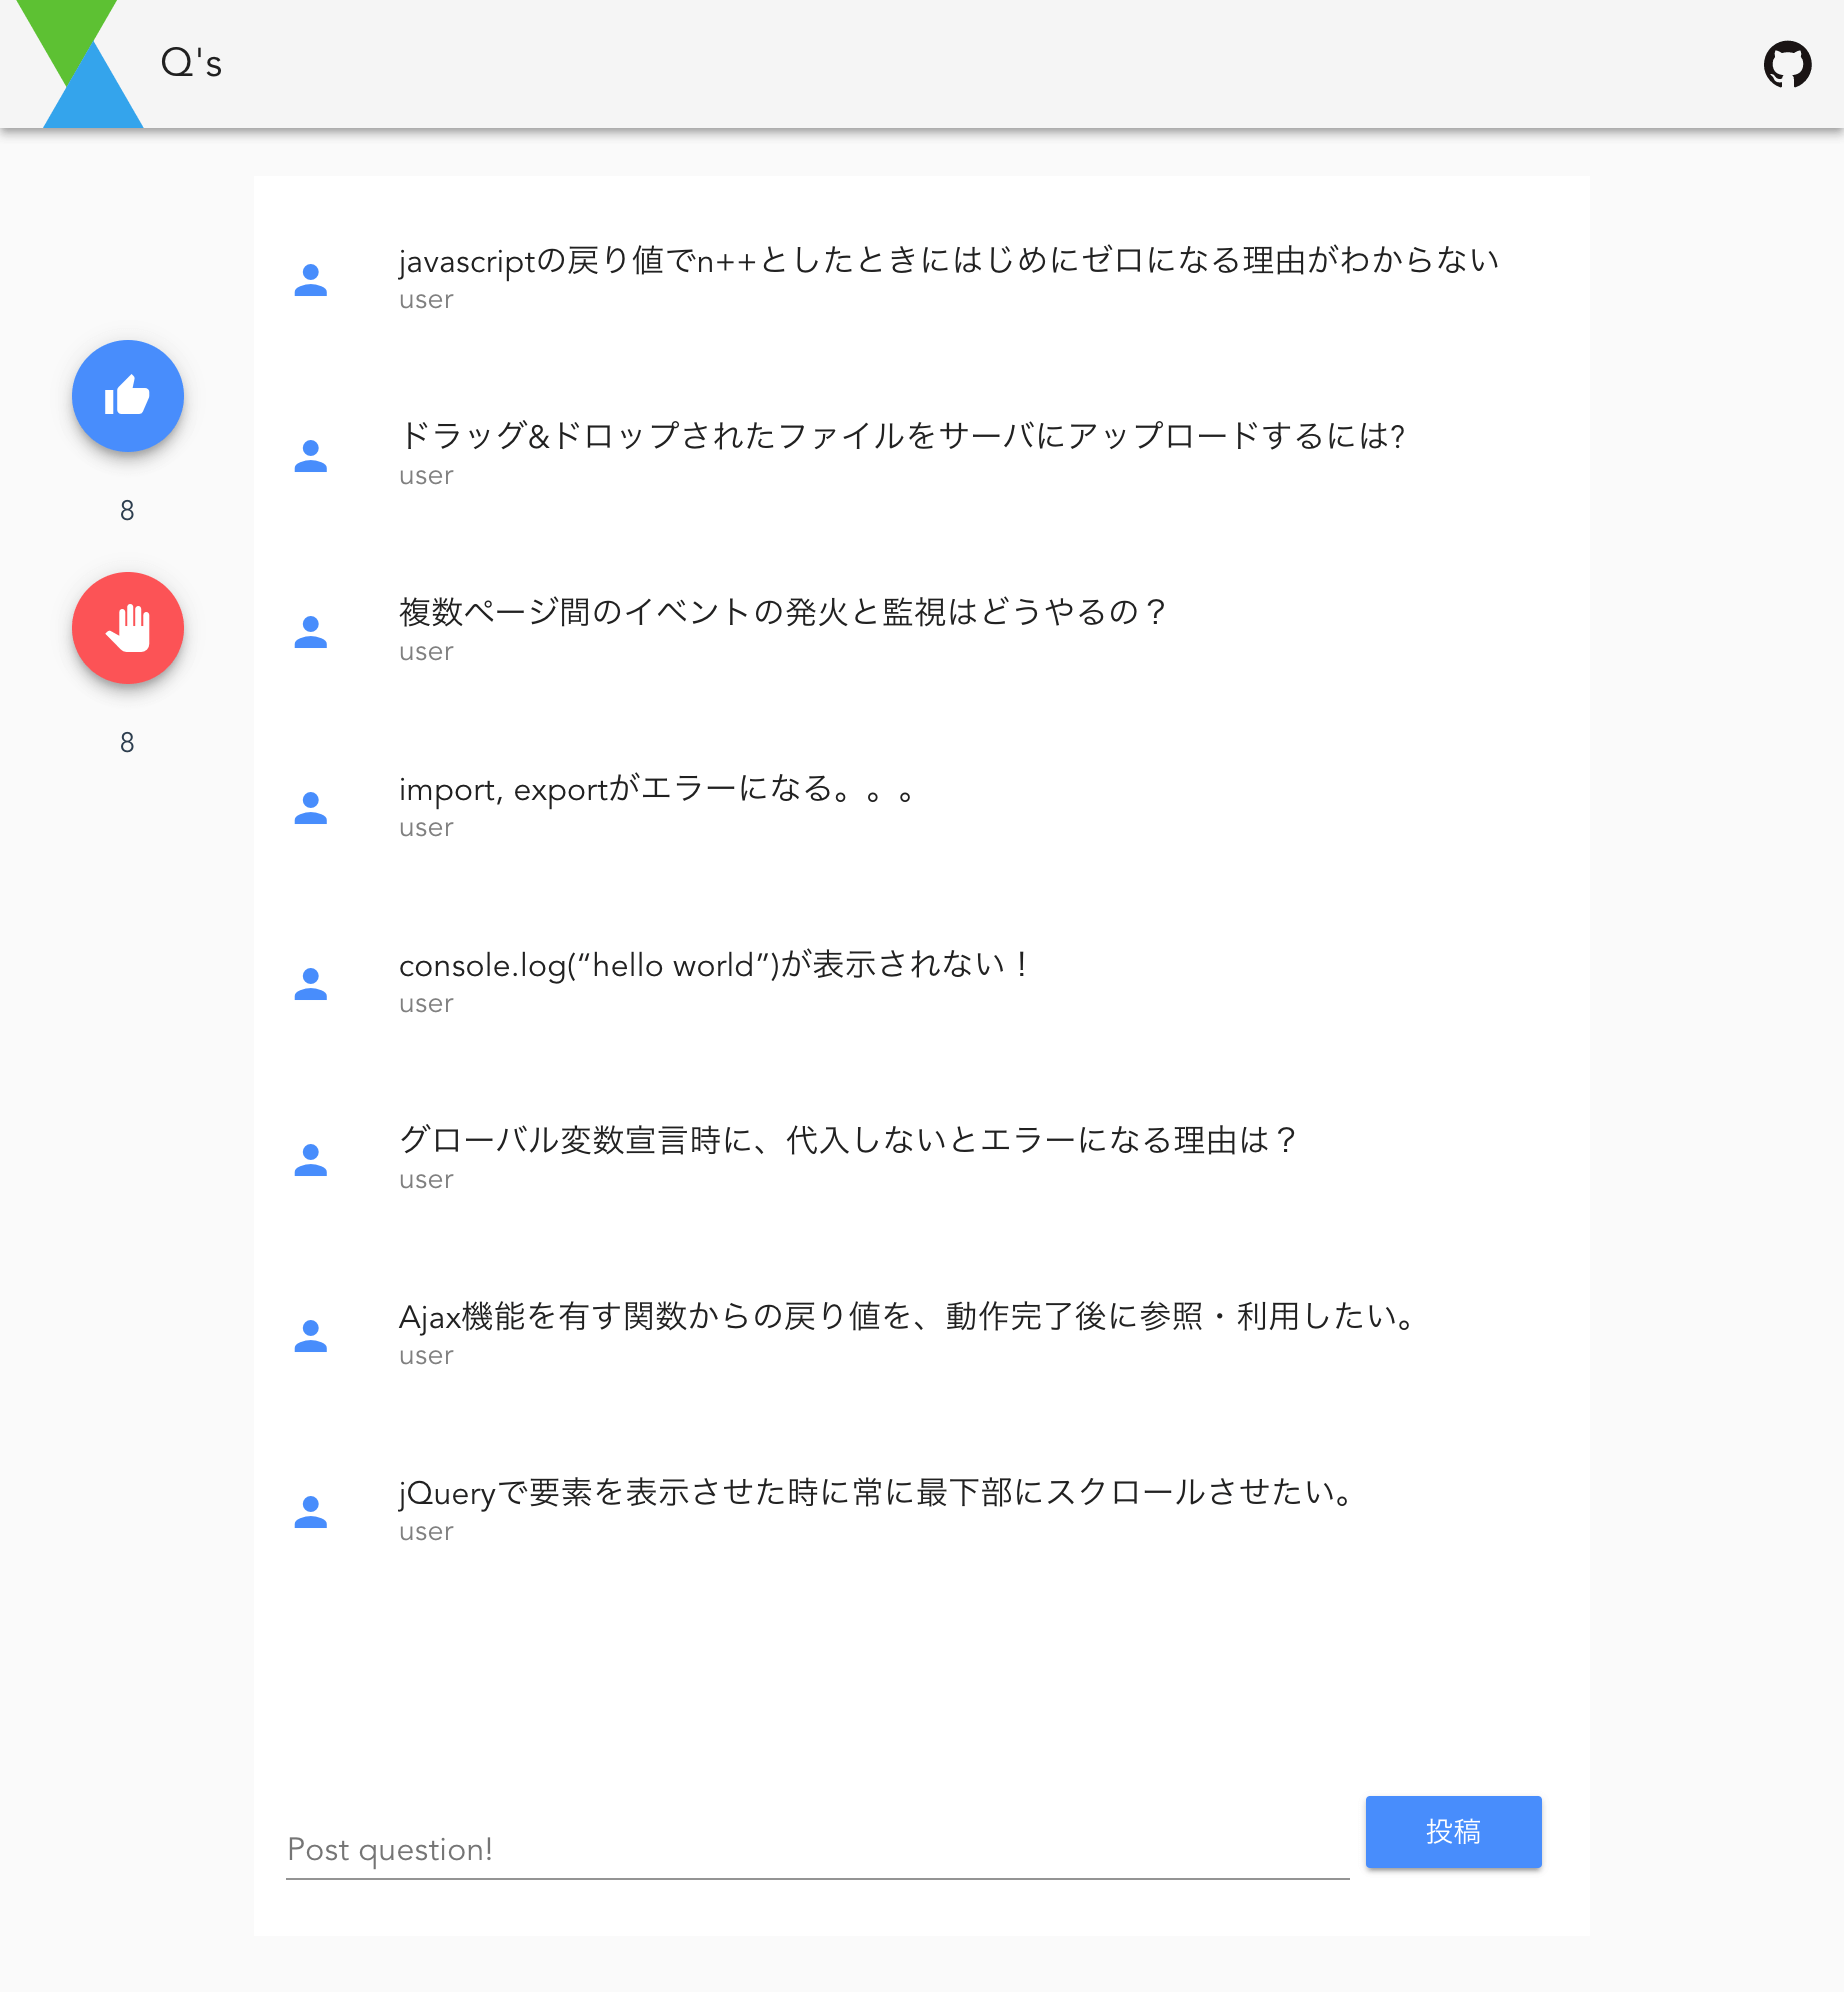 Q's
javascriptの戻り値でn++としたときにはじめにゼロになる理由がわからない
user
8
ドラッグ&ドロップされたファイルをサーバにアップロードするには?
user
8
複数ページ間のイベントの発火と監視はどうやるの？
user
import, exportがエラーになる。。。
user
console.log(“hello world”)が表示されない！
user
グローバル変数宣言時に、代入しないとエラーになる理由は？
user
Ajax機能を有す関数からの戻り値を、動作完了後に参照・利用したい。
user
jQueryで要素を表示させた時に常に最下部にスクロールさせたい。
user
Post question!
投稿